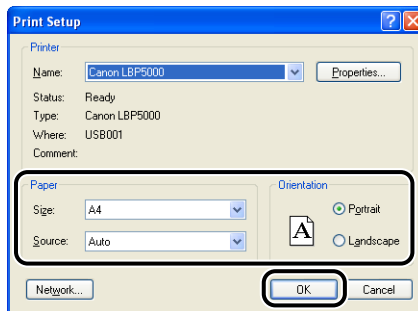 Print Setup
Printer
Name: Canon LBP5000 Properties...
Status: Ready
Type: Canon LBP5000
Where: USB001
Comment:
Paper Orientation
Size: A4 Portrait
A
Source: Auto Landscape
Network... OK Cancel